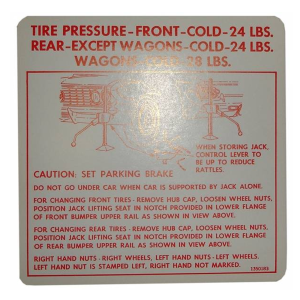 TIRE PRESSURE-FRONT-COLD-24 LBS.
REAR-EXCEPT WAGONS-COLD-24 LBS.
WAGONS-COLD-28 LBS.
WHEN STORING JACK,
CONTROL LEVER TO
BE UP TO REDUCE
RATTLES.
CAUTION: SET PARKING BRAKE
DO NOT GO UNDER CAR WHEN CAR IS SUPPORTED BY JACK ALONE.
FOR CHANGING FRONT TIRES-REMOVE HUB CAP, LOOSEN WHEEL NUTS,
POSITION JACK LIFTING SEAT IN NOTCH PROVIDED IN LOWER FLANGE
OF FRONT BUMPER UPPER RAIL AS SHOWN IN VIEW ABOVE.
FOR CHANGING REAR TIRES-REMOVE HUB CAP, LOOSEN WHEEL NUTS,
POSITION JACK LIFTING SEAT IN NOTCH PROVIDED IN LOWER FLANGE
OF REAR BUMPER UPPER RAIL AS SHOWN IN VIEW ABOVE.
RIGHT HAND NUTS-RIGHT WHEELS, LEFT HAND NUTS-LEFT WHEELS.
LEFT HAND NUT IS STAMPED LEFT, RIGHT HAND NOT MARKED.